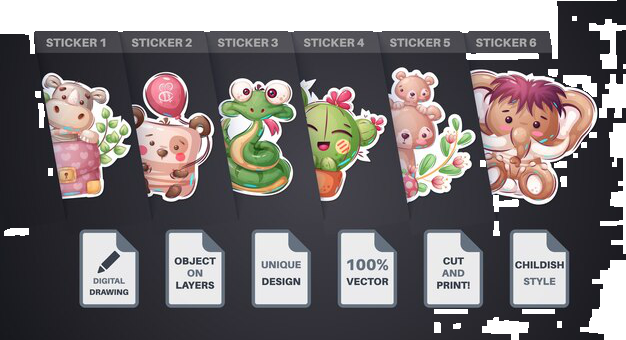 STICKER 1
STICKER 2
STICKER 3
STICKER 4
STICKER 5
STICKER 6
DIGITAL
DRAWING
OBJECT
ON
LAYERS
UNIQUE
DESIGN
100%
VECTOR
CUT
AND
PRINT!
CHILDISH
STYLE